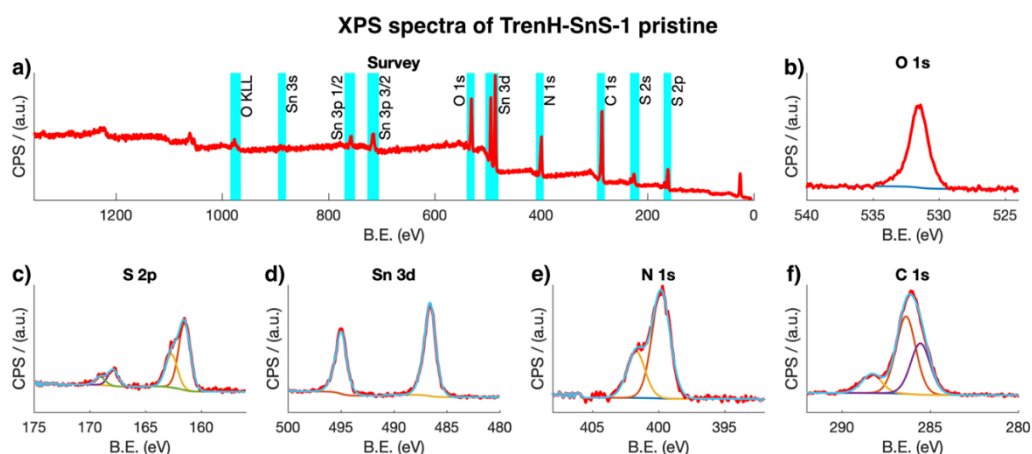 XPS spectra of TrenH-SnS-1 pristine
a)
Survey
CPS / (a.u.)
O KLL
Sn 3s
Sn 3p 1/2
Sn 3p 3/2
O 1s
Sn 3d
N 1s
C 1s
S 2s
S 2p
1200 1000 800 600 400 200 0
B.E. (eV)
b)
O 1s
CPS / (a.u.)
540 535 530 525
B.E. (eV)
c)
S 2p
CPS / (a.u.)
175 170 165 160
B.E. (eV)
d)
Sn 3d
CPS / (a.u.)
500 495 490 485 480
B.E. (eV)
e)
N 1s
CPS / (a.u.)
405 400 395
B.E. (eV)
f)
C 1s
CPS / (a.u.)
290 285 280
B.E. (eV)